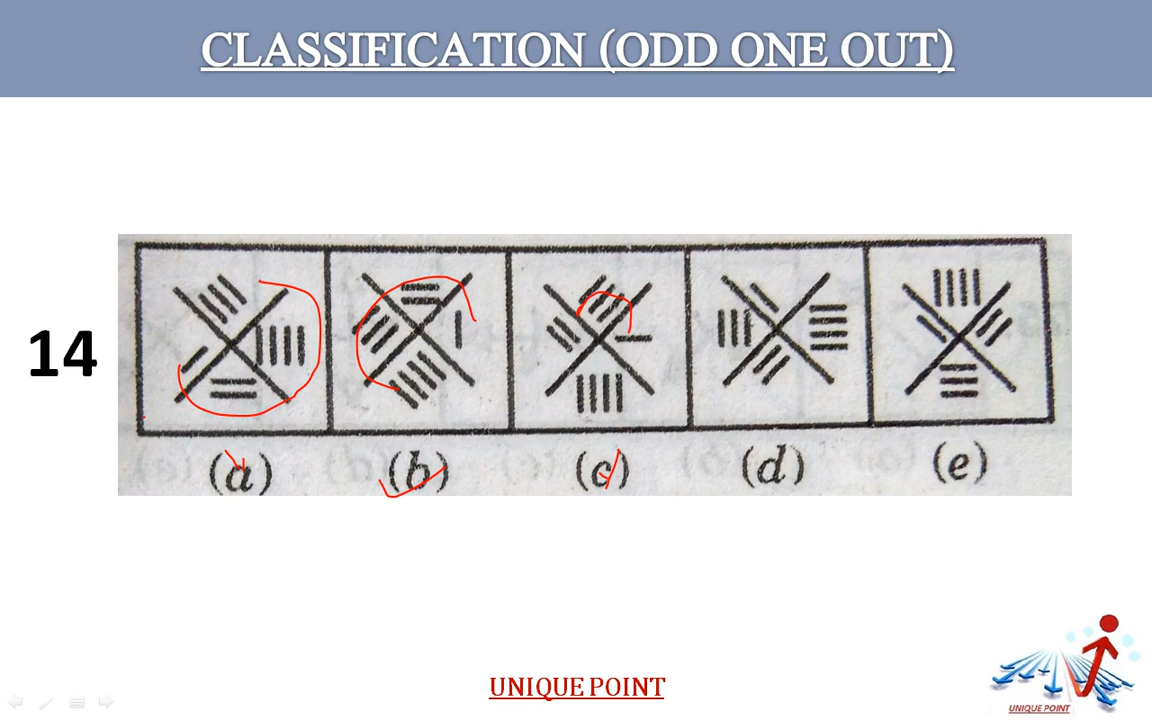 CLASSIFICATION (ODD ONE OUT)
14
(a) (b) (c) (d) (e)
UNIQUE POINT
UNIQUE POINT